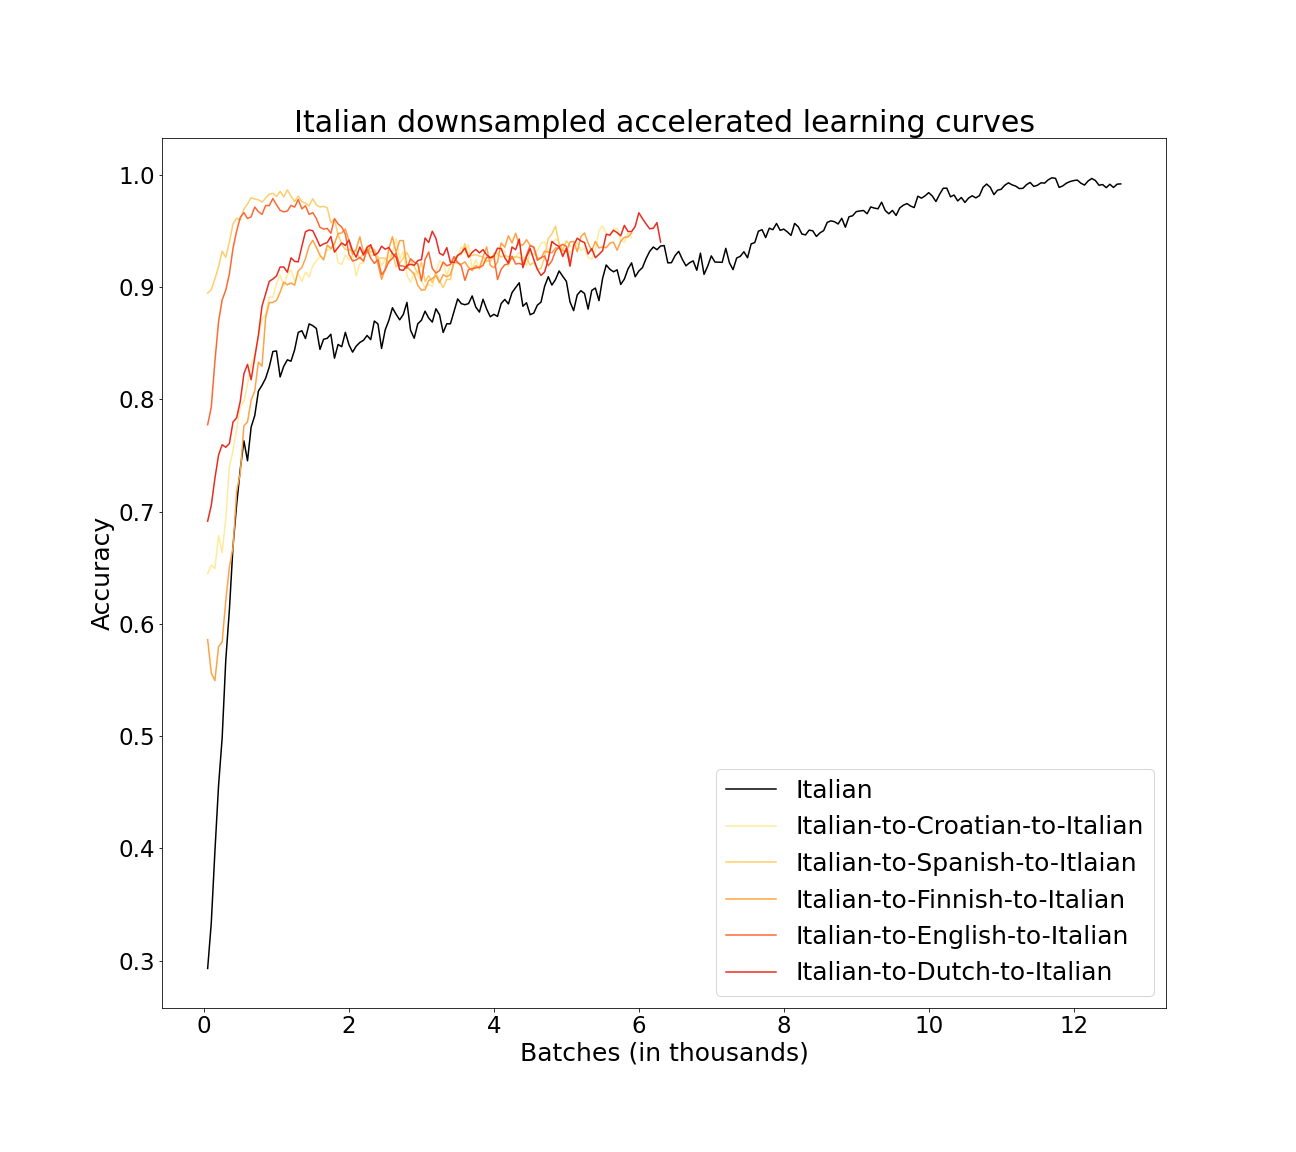 Italian downsampled accelerated learning curves
1.0
0.9
0.8
0.7
0.6
0.5
0.4
0.3
Accuracy
Italian
Italian-to-Croatian-to-Italian
Italian-to-Spanish-to-Itlaian
Italian-to-Finnish-to-Italian
Italian-to-English-to-Italian
Italian-to-Dutch-to-Italian
0 2 4 6 8 10 12
Batches (in thousands)